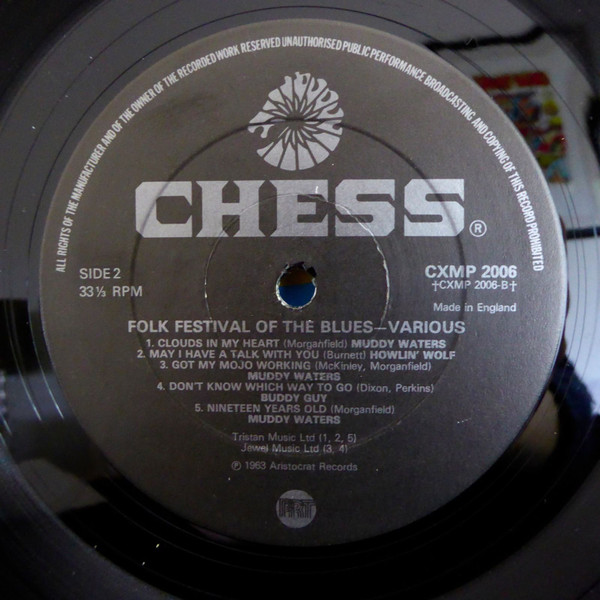 ALL RIGHTS OF THE MANUFACTURER AND OF THE OWNER OF THE RECORDED WORK RESERVED UNAUTHORISED PUBLIC PERFORMANCE BROADCASTING AND COPYING OF THIS RECORD PROHIBITED
CHESS®
SIDE 2
33⅓ RPM
CXMP 2006
†CXMP 2006-B†
Made in England
FOLK FESTIVAL OF THE BLUES—VARIOUS
1. CLOUDS IN MY HEART (Morganfield) MUDDY WATERS
2. MAY I HAVE A TALK WITH YOU (Burnett) HOWLIN' WOLF
3. GOT MY MOJO WORKING (McKinley, Morganfield)
MUDDY WATERS
4. DON'T KNOW WHICH WAY TO GO (Dixon, Perkins)
BUDDY GUY
5. NINETEEN YEARS OLD (Morganfield)
MUDDY WATERS
Tristan Music Ltd (1, 2, 5)
Jewel Music Ltd (3, 4)
℗ 1963 Aristocrat Records